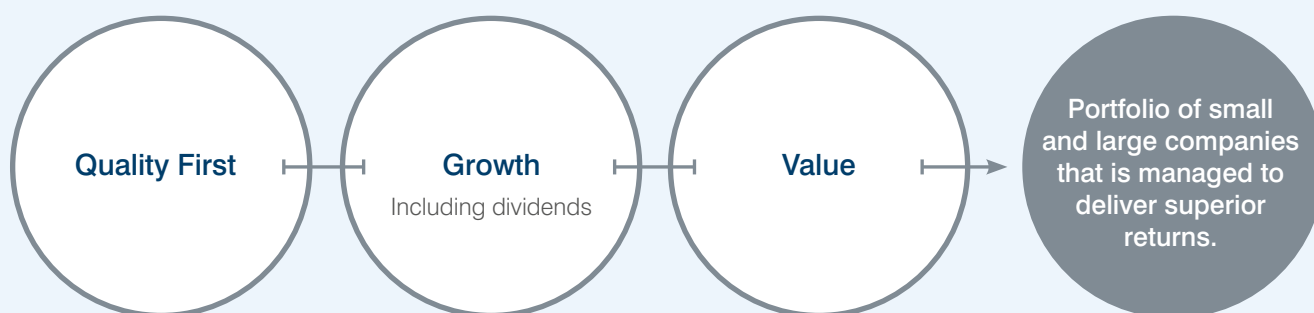 Quality First
Growth
Including dividends
Value
Portfolio of small
and large companies
that is managed to
deliver superior
returns.